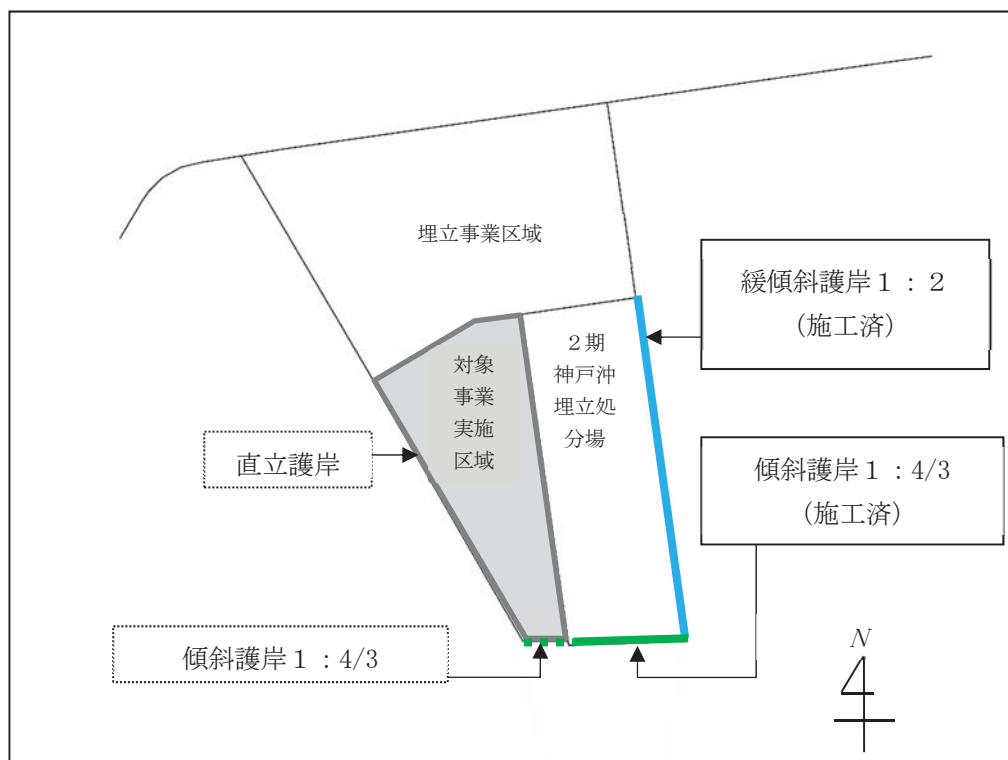 埋立事業区域
緩傾斜護岸1:2
(施工済)
2期
神戸沖
埋立処
分場
対象
事業
実施
区域
直立護岸
傾斜護岸1:4/3
(施工済)
傾斜護岸1:4/3
N